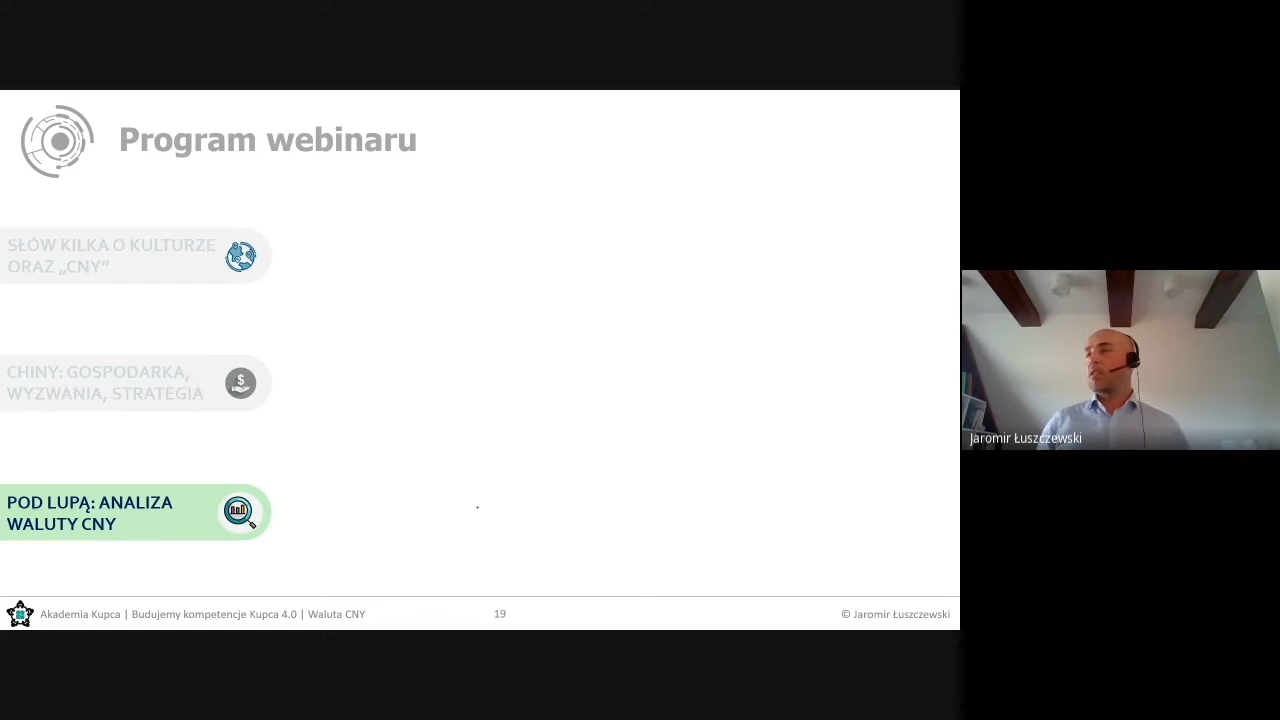 Program webinaru
SŁÓW KILKA O KULTURZE
ORAZ „CNY”
CHINY: GOSPODARKA,
WYZWANIA, STRATEGIA
POD LUPĄ: ANALIZA
WALUTY CNY
Jaromir Łuszczewski
Akademia Kupca | Budujemy kompetencje Kupca 4.0 | Waluta CNY
19
© Jaromir Łuszczewski